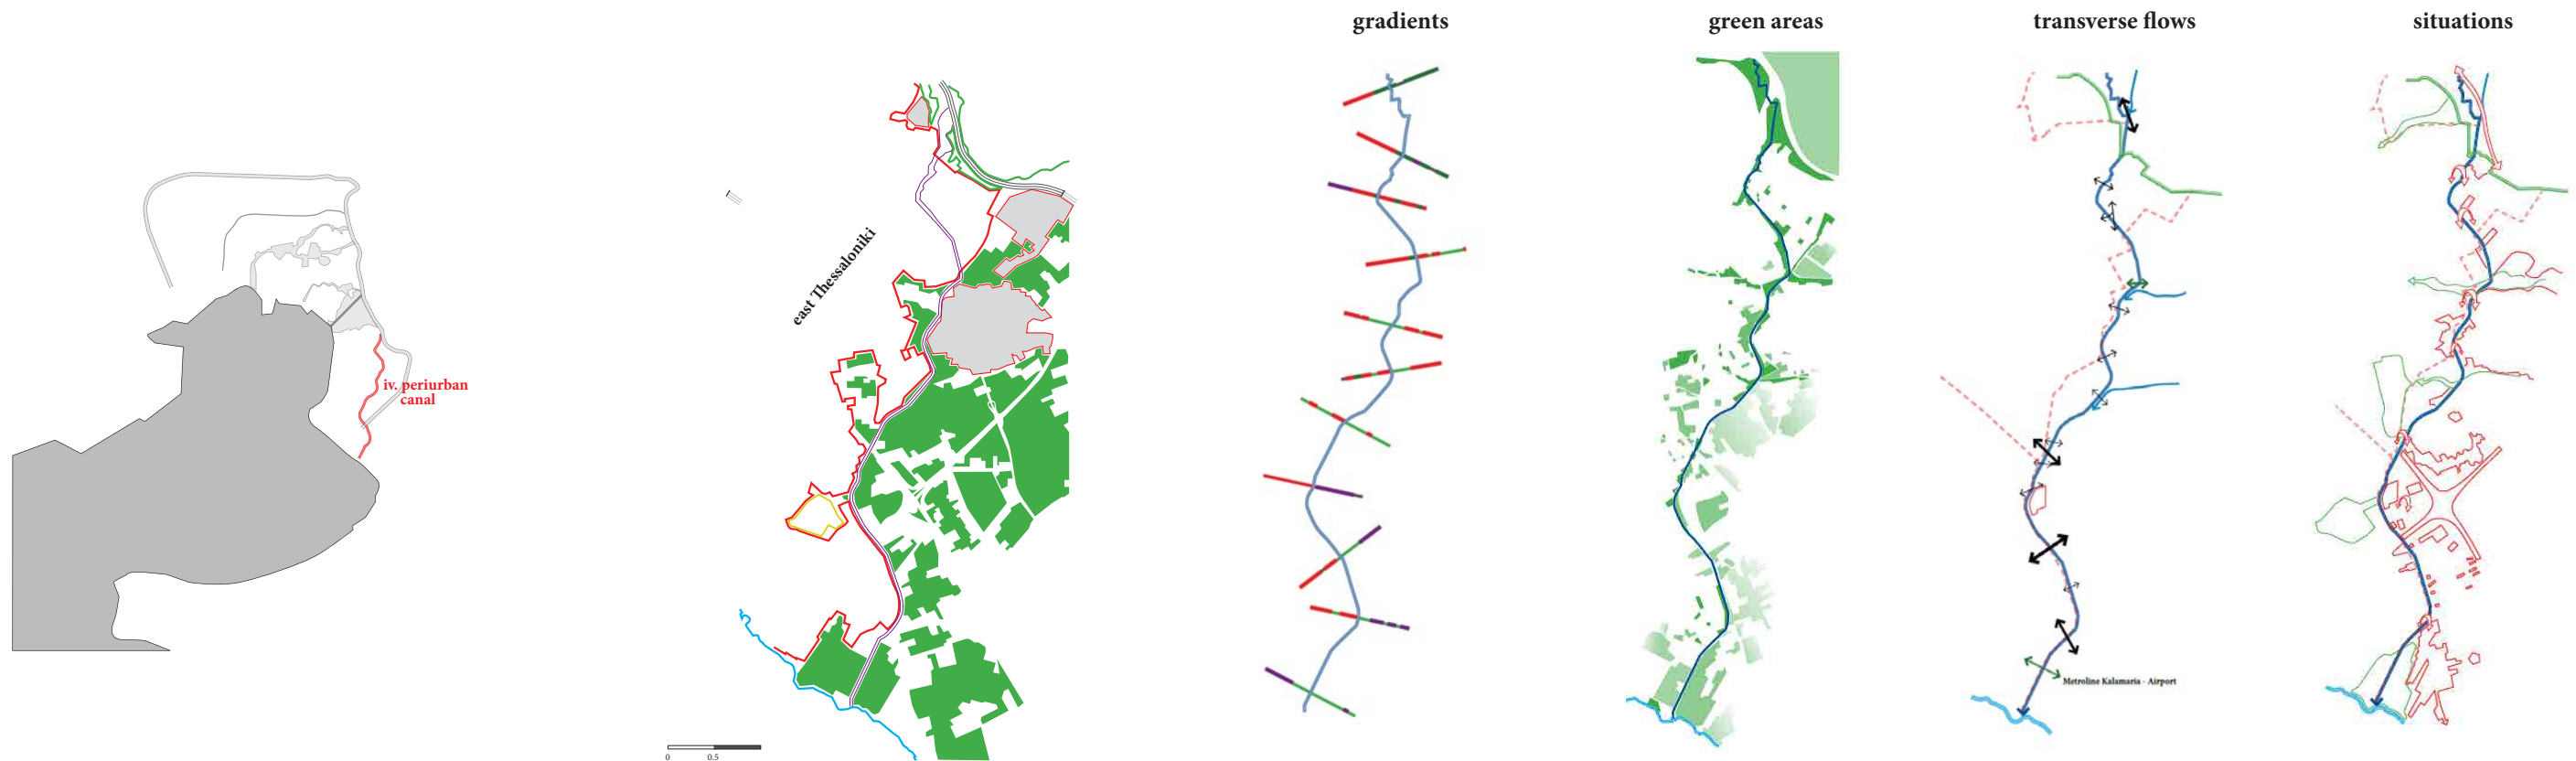 gradients
green areas
transverse flows
situations
east Thessaloniki
iv. periurban
canal
Metroline Kalamaria - Airport
0
0.5